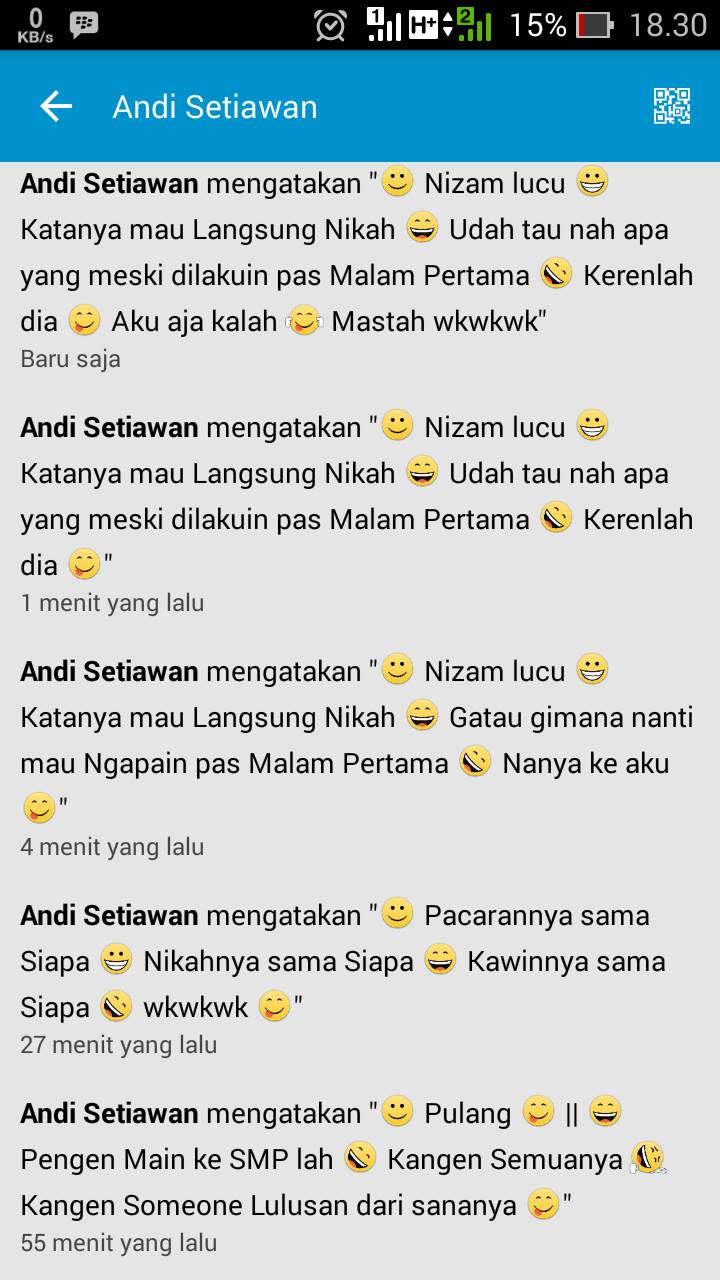 0
KB/s
1
H+
2
15%
18.30
Andi Setiawan
Andi Setiawan mengatakan "🙂 Nizam lucu 😀
Katanya mau Langsung Nikah 😄 Udah tau nah apa
yang meski dilakuin pas Malam Pertama 🤣 Kerenlah
dia 😋 Aku aja kalah 😋 Mastah wkwkwk"
Baru saja
Andi Setiawan mengatakan "🙂 Nizam lucu 😀
Katanya mau Langsung Nikah 😄 Udah tau nah apa
yang meski dilakuin pas Malam Pertama 🤣 Kerenlah
dia 😋"
1 menit yang lalu
Andi Setiawan mengatakan "🙂 Nizam lucu 😀
Katanya mau Langsung Nikah 😄 Gatau gimana nanti
mau Ngapain pas Malam Pertama 🤣 Nanya ke aku
😋"
4 menit yang lalu
Andi Setiawan mengatakan "🙂 Pacarannya sama
Siapa 😀 Nikahnya sama Siapa 😄 Kawinnya sama
Siapa 🤣 wkwkwk 😋"
27 menit yang lalu
Andi Setiawan mengatakan "🙂 Pulang 😋 || 😄
Pengen Main ke SMP lah 🤣 Kangen Semuanya 🤣
Kangen Someone Lulusan dari sananya 😋"
55 menit yang lalu